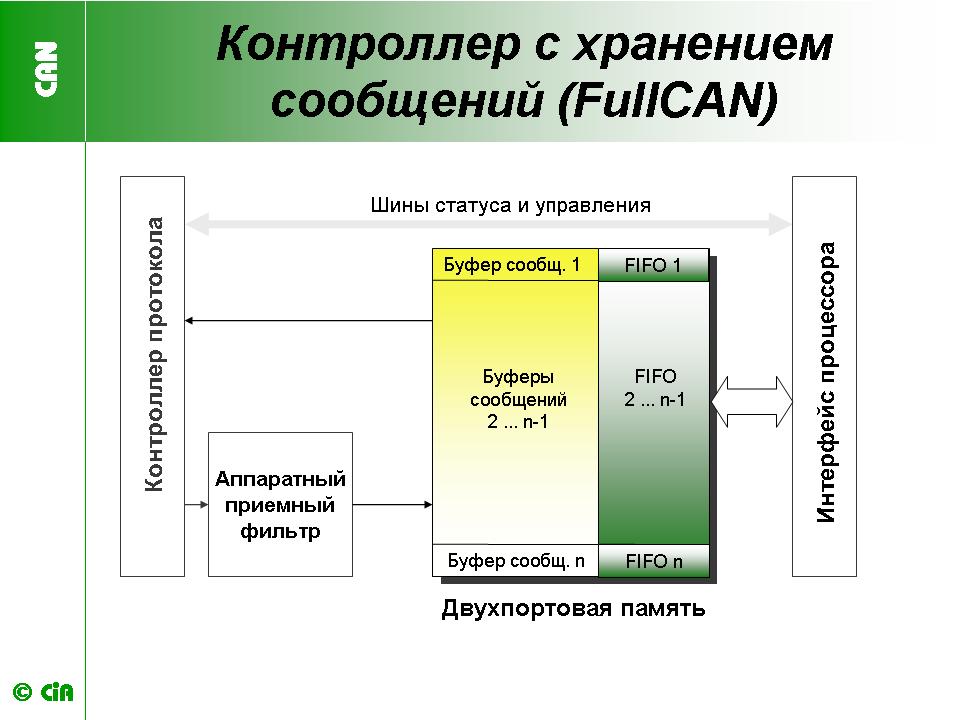 CAN
Контроллер с хранением
сообщений (FullCAN)
Шины статуса и управления
Контроллер протокола
Буфер сообщ. 1
FIFO 1
Буферы
сообщений
2 ... n-1
FIFO
2 ... n-1
Аппаратный
приемный
фильтр
Буфер сообщ. n
FIFO n
Интерфейс процессора
Двухпортовая память
© CiA